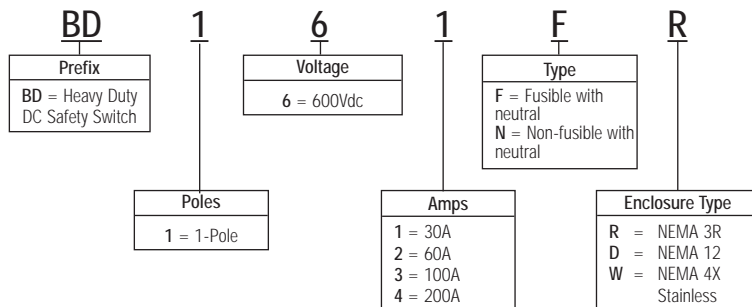 BD 1 6 1 F R
Prefix
BD = Heavy Duty
DC Safety Switch
Voltage
6 = 600Vdc
Type
F = Fusible with
neutral
N = Non-fusible with
neutral
Poles
1 = 1-Pole
Amps
1 = 30A
2 = 60A
3 = 100A
4 = 200A
Enclosure Type
R = NEMA 3R
D = NEMA 12
W = NEMA 4X
Stainless